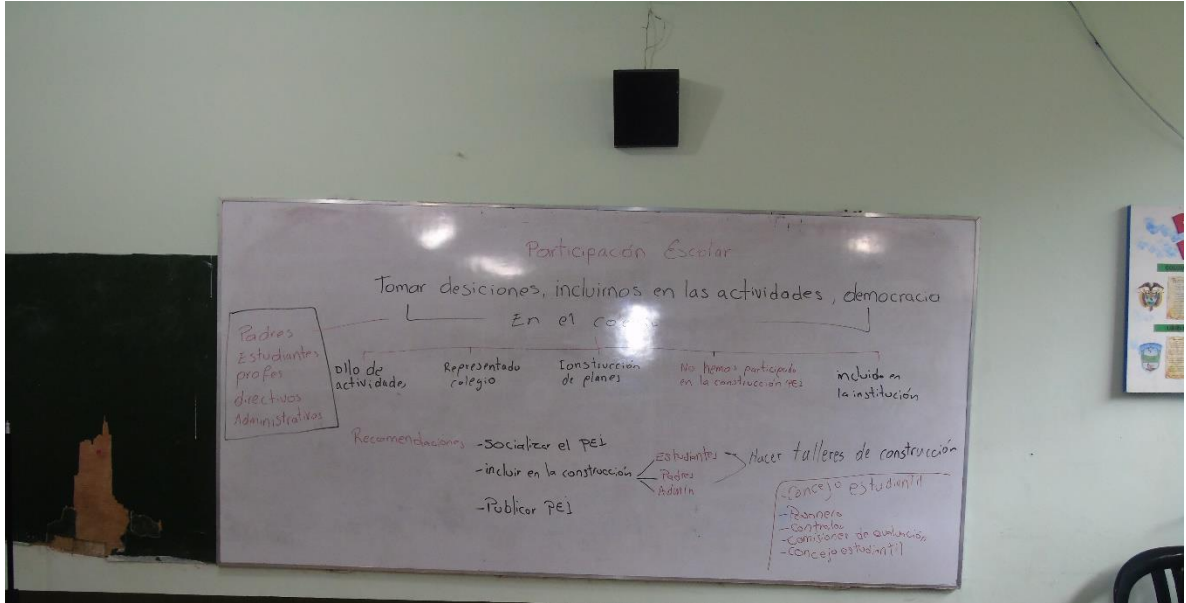 Participación Escolar
Tomar desiciones, incluirnos en las actividades, democracia
En el
Padres
Estudiantes
profes
directivos
Administrativos
Dllo de
actividades
Representado
colegio
Construcción
de planes
No hemos participado
en la construcción PEI
incluido en
la institución
Recomendaciones
-Socializar el PEI
-incluir en la construcción
-Publicar PEI
Estudiantes
Padres
Admin
Hacer talleres de construcción
-Concejo estudiantil
-Personero
-Contralor
-Comisiones de evaluación
-Concejo estudiantil